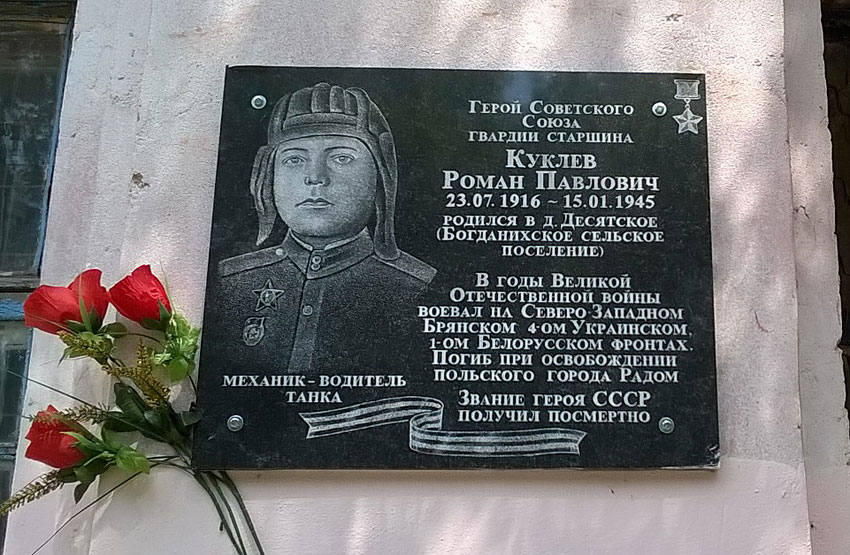 Герой Советского
Союза
гвардии старшина
Куклев
Роман Павлович
23.07.1916 ~ 15.01.1945
родился в д. Десятское
(Богданихское сельское
поселение)
В годы Великой
Отечественной войны
воевал на Северо-Западном
Брянском 4-ом Украинском,
1-ом Белорусском фронтах.
Погиб при освобождении
польского города Радом
Звание героя СССР
получил посмертно
механик - водитель
танка